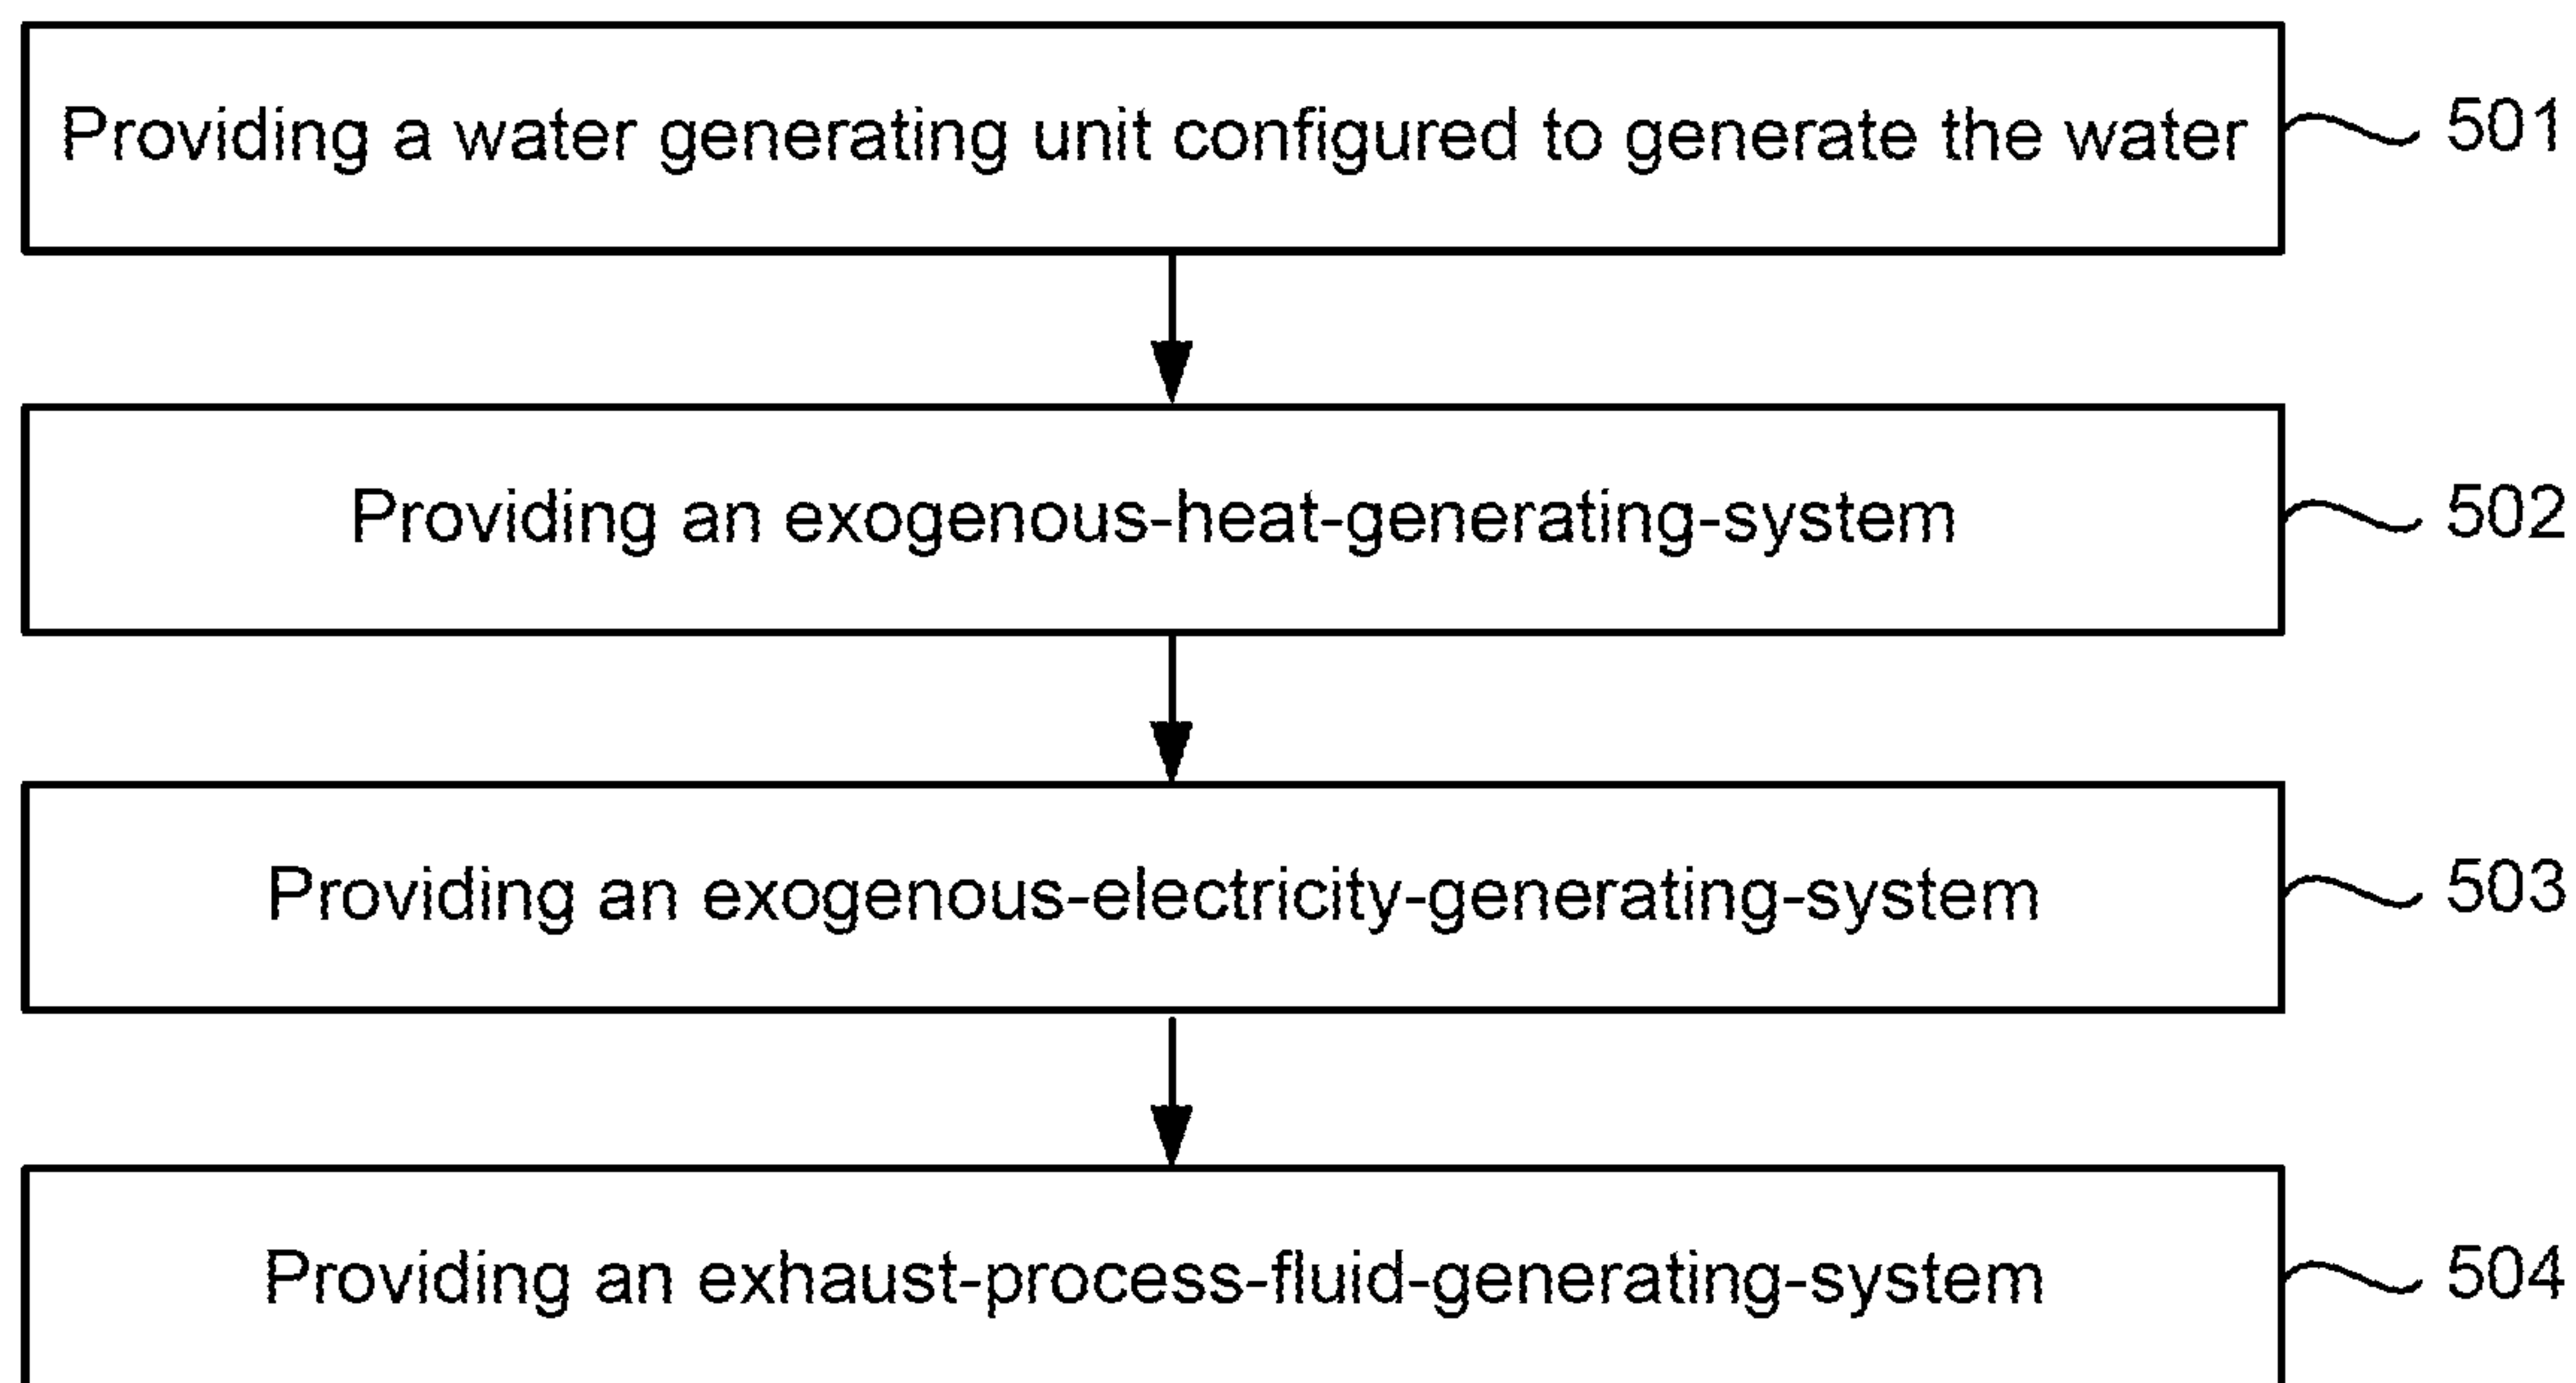 Providing a water generating unit configured to generate the water 501
Providing an exogenous-heat-generating-system 502
Providing an exogenous-electricity-generating-system 503
Providing an exhaust-process-fluid-generating-system 504